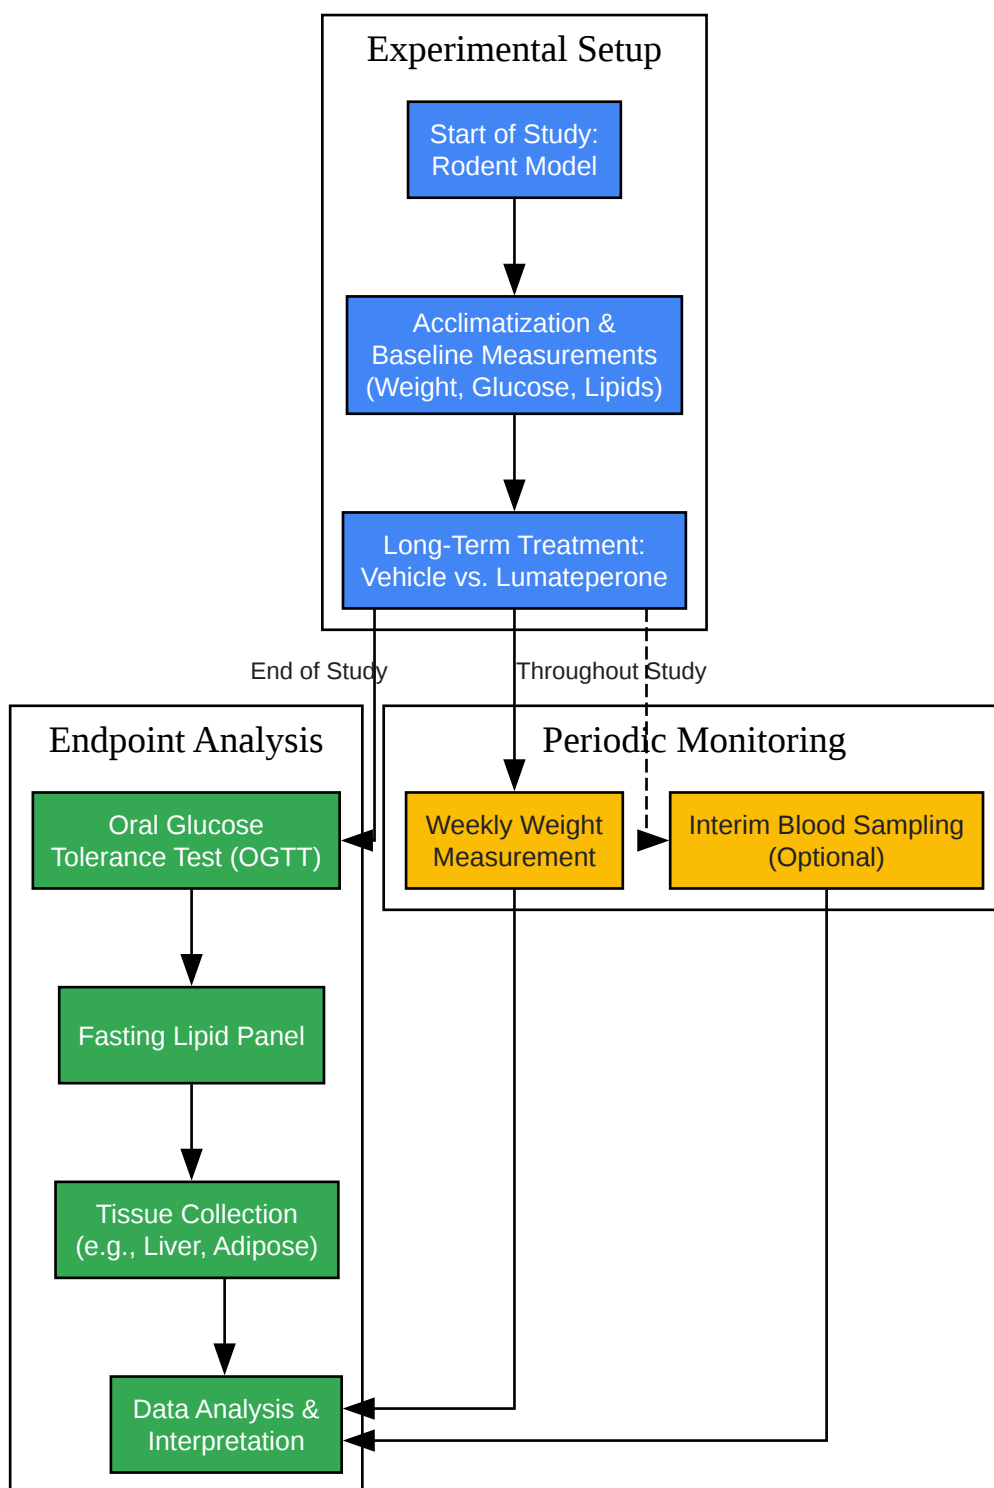 Experimental Setup
Start of Study:
Rodent Model
Acclimatization &
Baseline Measurements
(Weight, Glucose, Lipids)
Long-Term Treatment:
Vehicle vs. Lumateperone
End of Study
Throughout Study
Endpoint Analysis
Oral Glucose
Tolerance Test (OGTT)
Fasting Lipid Panel
Tissue Collection
(e.g., Liver, Adipose)
Data Analysis &
Interpretation
Periodic Monitoring
Weekly Weight
Measurement
Interim Blood Sampling
(Optional)